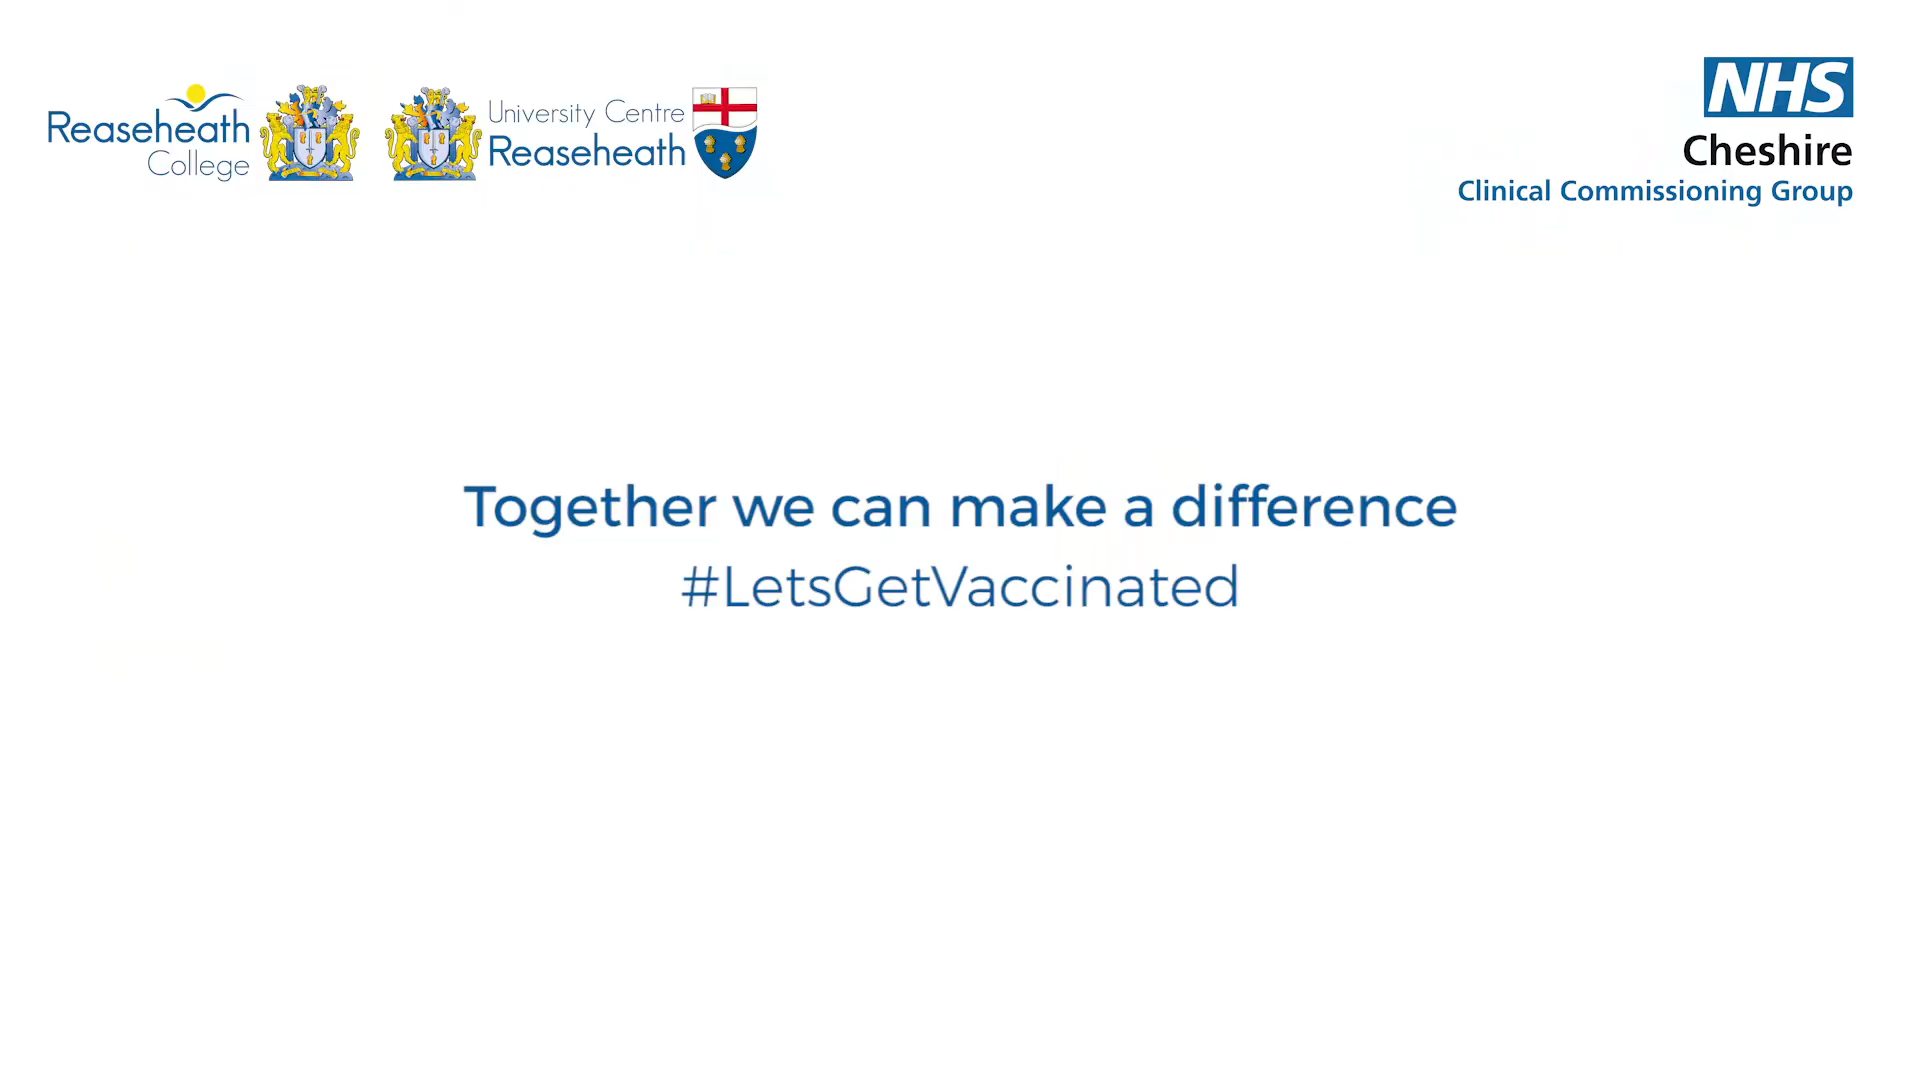 Reaseheath
College
University Centre
Reaseheath
NHS
Cheshire
Clinical Commissioning Group
Together we can make a difference
#LetsGetVaccinated